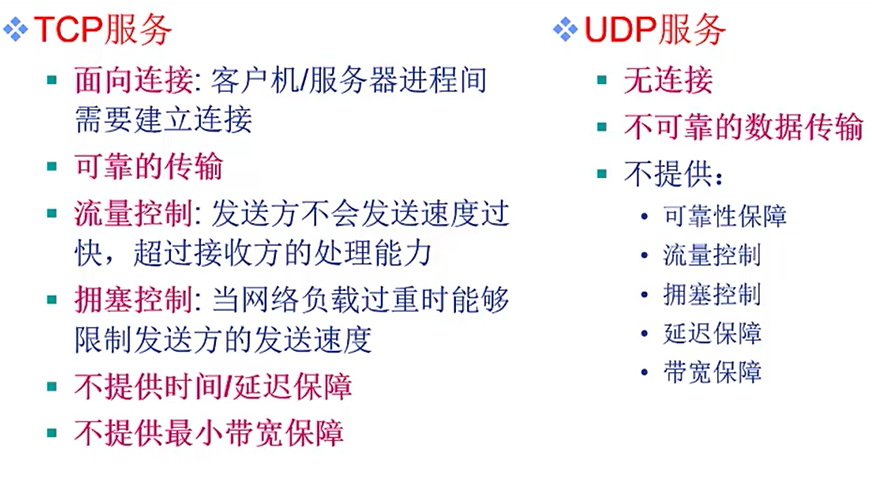 TCP服务
面向连接: 客户机/服务器进程间
需要建立连接
可靠的传输
流量控制: 发送方不会发送速度过
快，超过接收方的处理能力
拥塞控制: 当网络负载过重时能够
限制发送方的发送速度
不提供时间/延迟保障
不提供最小带宽保障
UDP服务
无连接
不可靠的数据传输
不提供：
可靠性保障
流量控制
拥塞控制
延迟保障
带宽保障